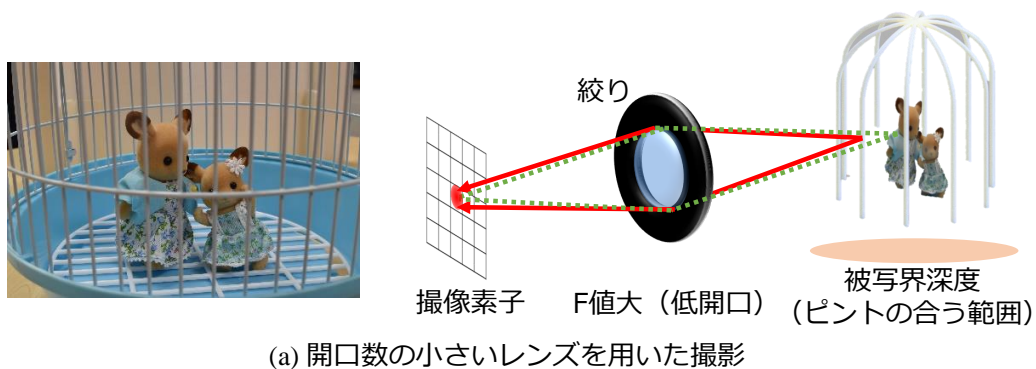 絞り
撮像素子
F値大（低開口）
被写界深度
（ピントの合う範囲）
(a) 開口数の小さいレンズを用いた撮影